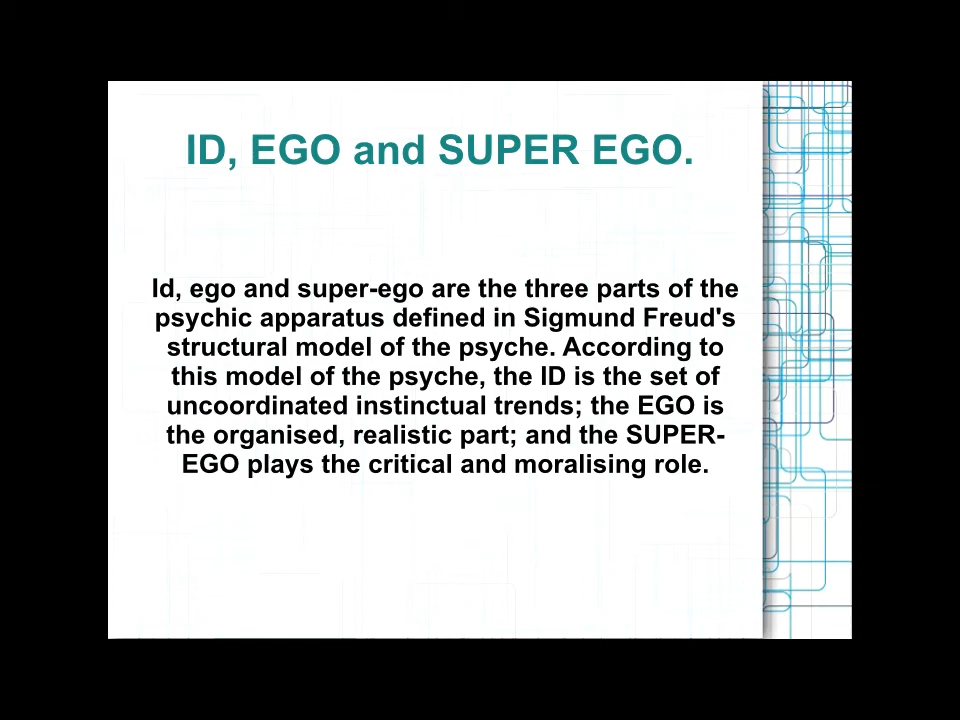 ID, EGO and SUPER EGO.
Id, ego and super-ego are the three parts of the
psychic apparatus defined in Sigmund Freud's
structural model of the psyche. According to
this model of the psyche, the ID is the set of
uncoordinated instinctual trends; the EGO is
the organised, realistic part; and the SUPER-
EGO plays the critical and moralising role.